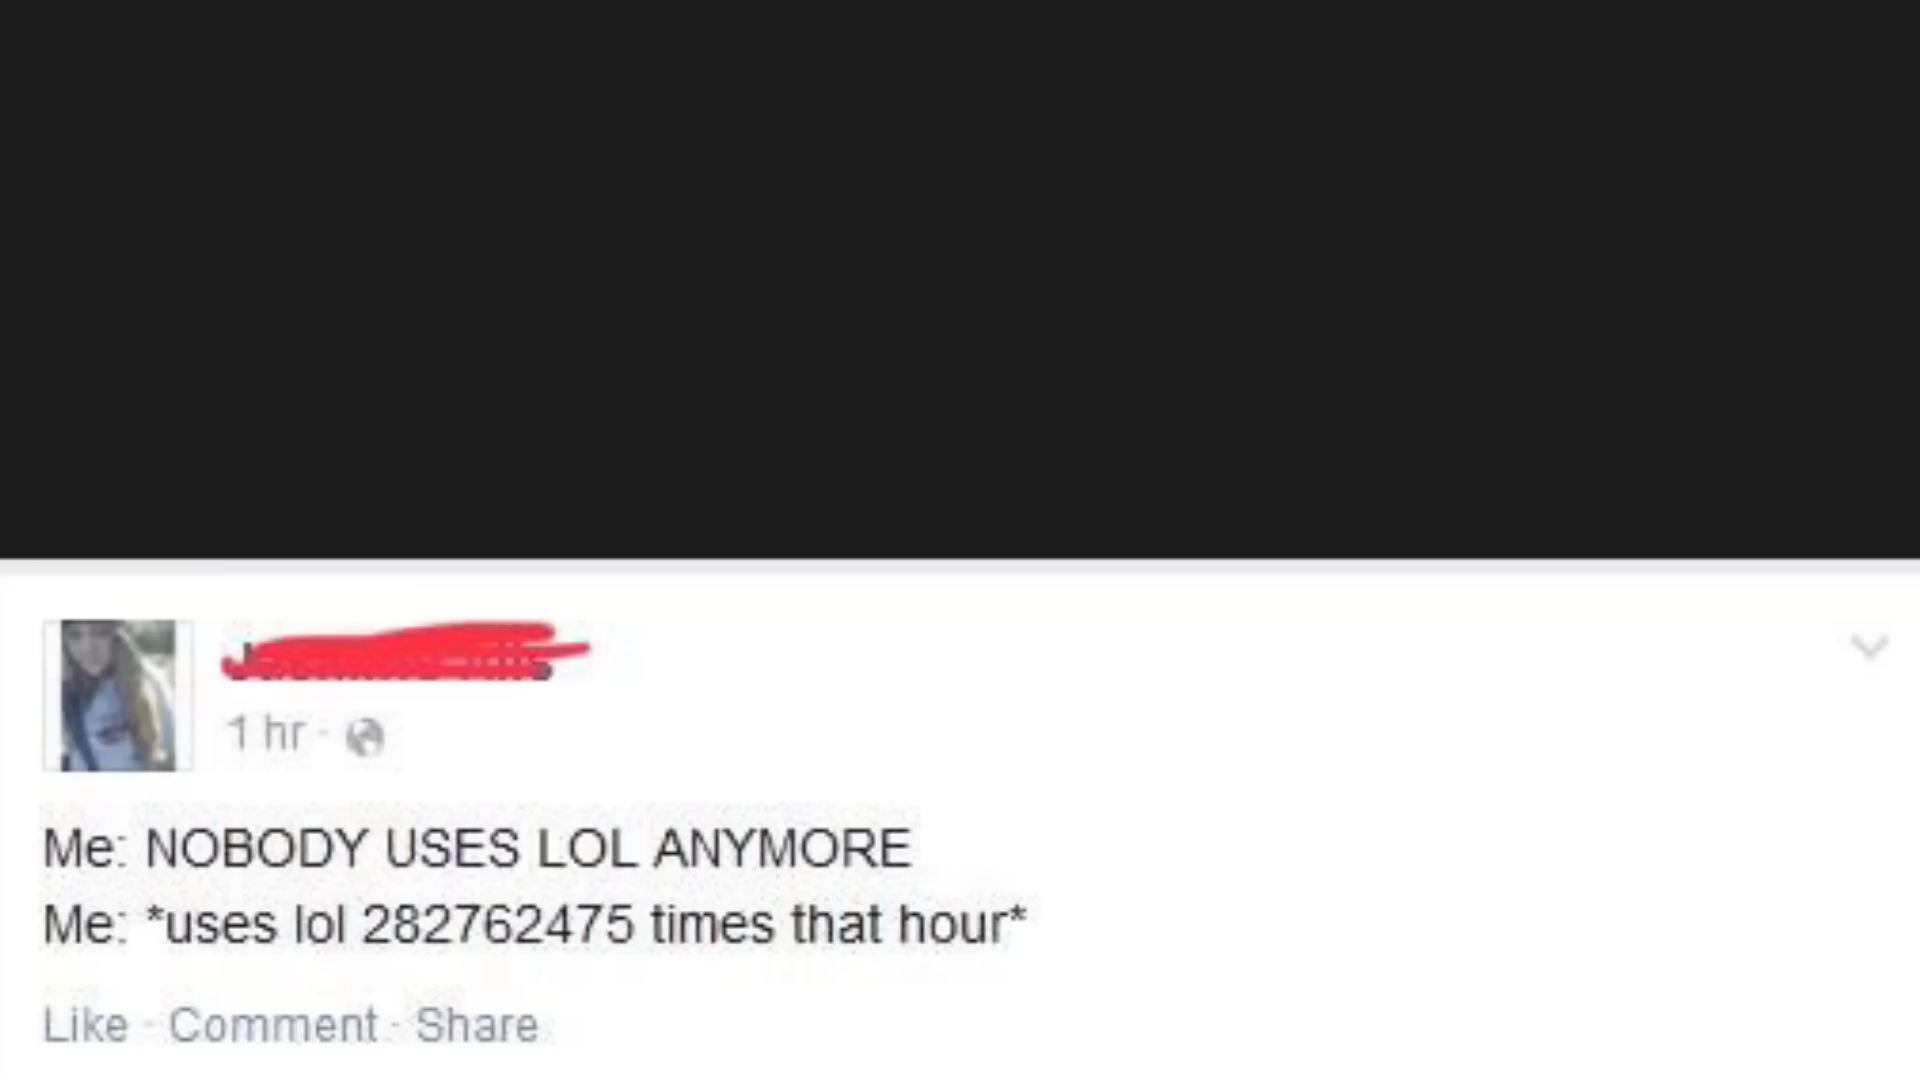 1 hr ·
Me: NOBODY USES LOL ANYMORE
Me: *uses lol 282762475 times that hour*
Like · Comment · Share